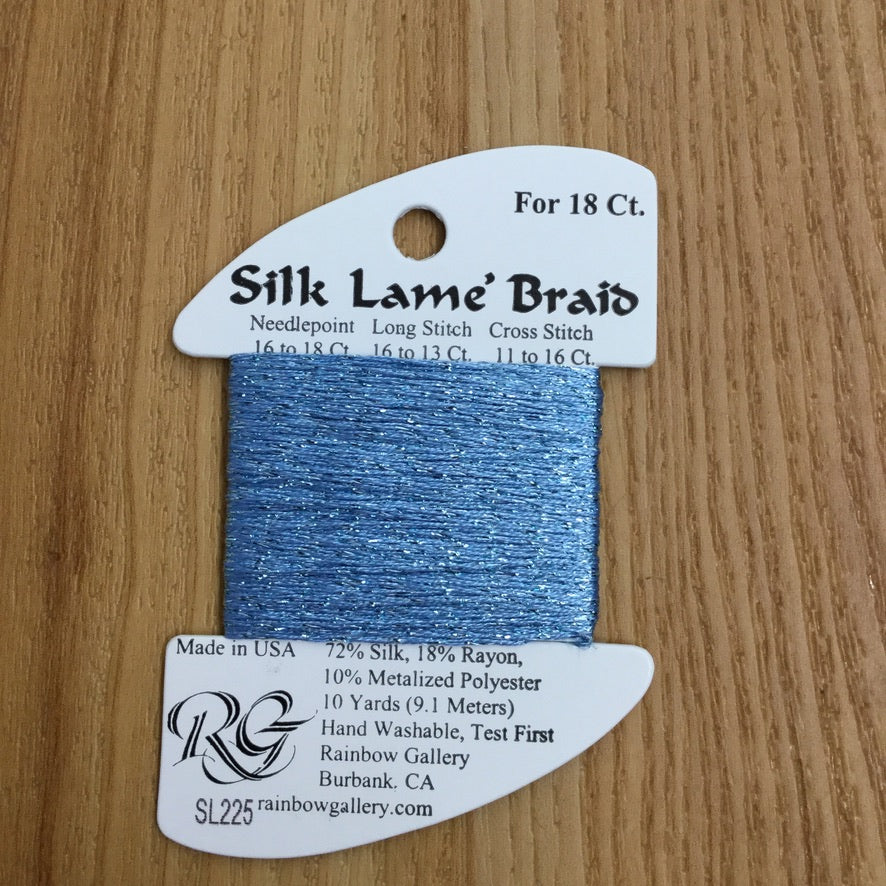 For 18 Ct.
Silk Lame' Braid
Needlepoint Long Stitch Cross Stitch
16 to 18 Ct. 16 to 13 Ct. 11 to 16 Ct.
Made in USA 72% Silk, 18% Rayon,
10% Metalized Polyester
10 Yards (9.1 Meters)
Hand Washable, Test First
Rainbow Gallery
Burbank, CA
RG
SL225 rainbowgallery.com